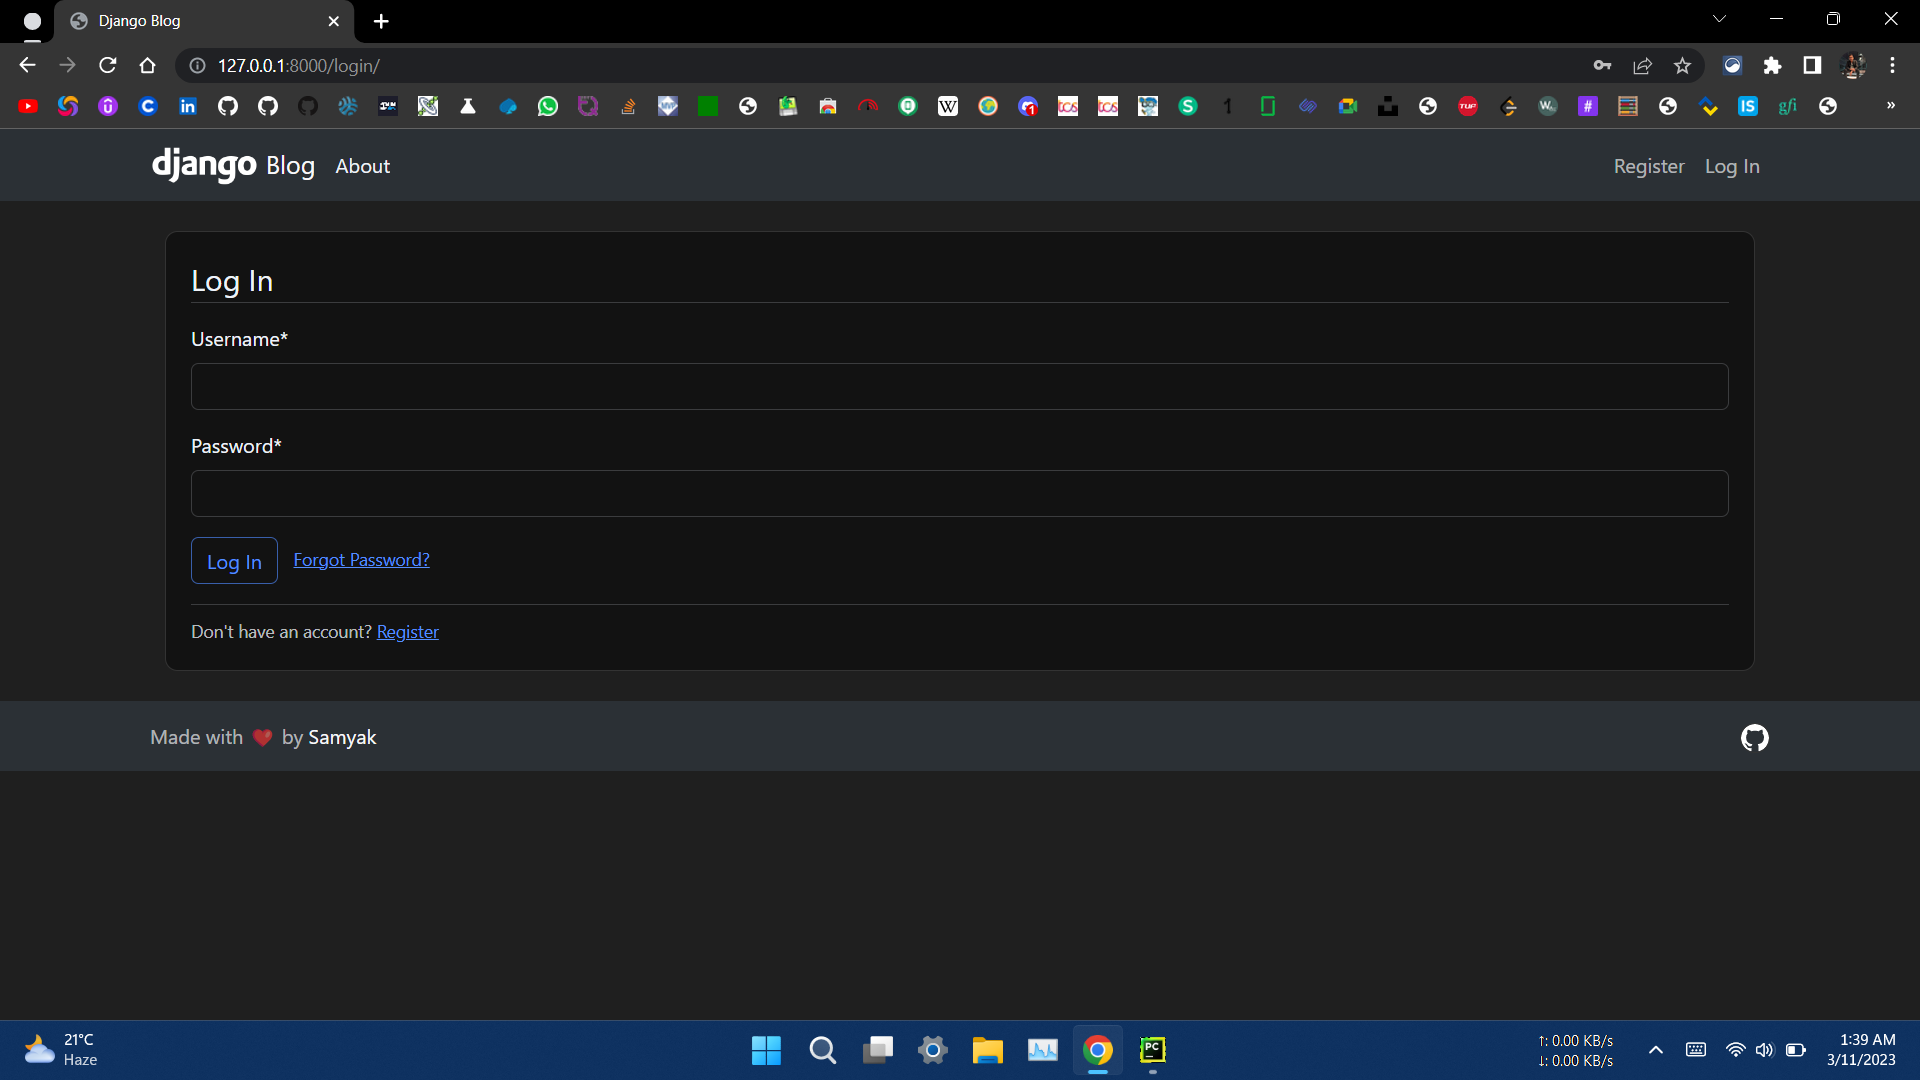 Django Blog
127.0.0.1:8000/login/
django Blog About
Register Log In
Log In
Username*
Password*
Log In Forgot Password?
Don't have an account? Register
Made with ❤ by Samyak
21°C
Haze
↑: 0.00 KB/s
↓: 0.00 KB/s
1:39 AM
3/11/2023